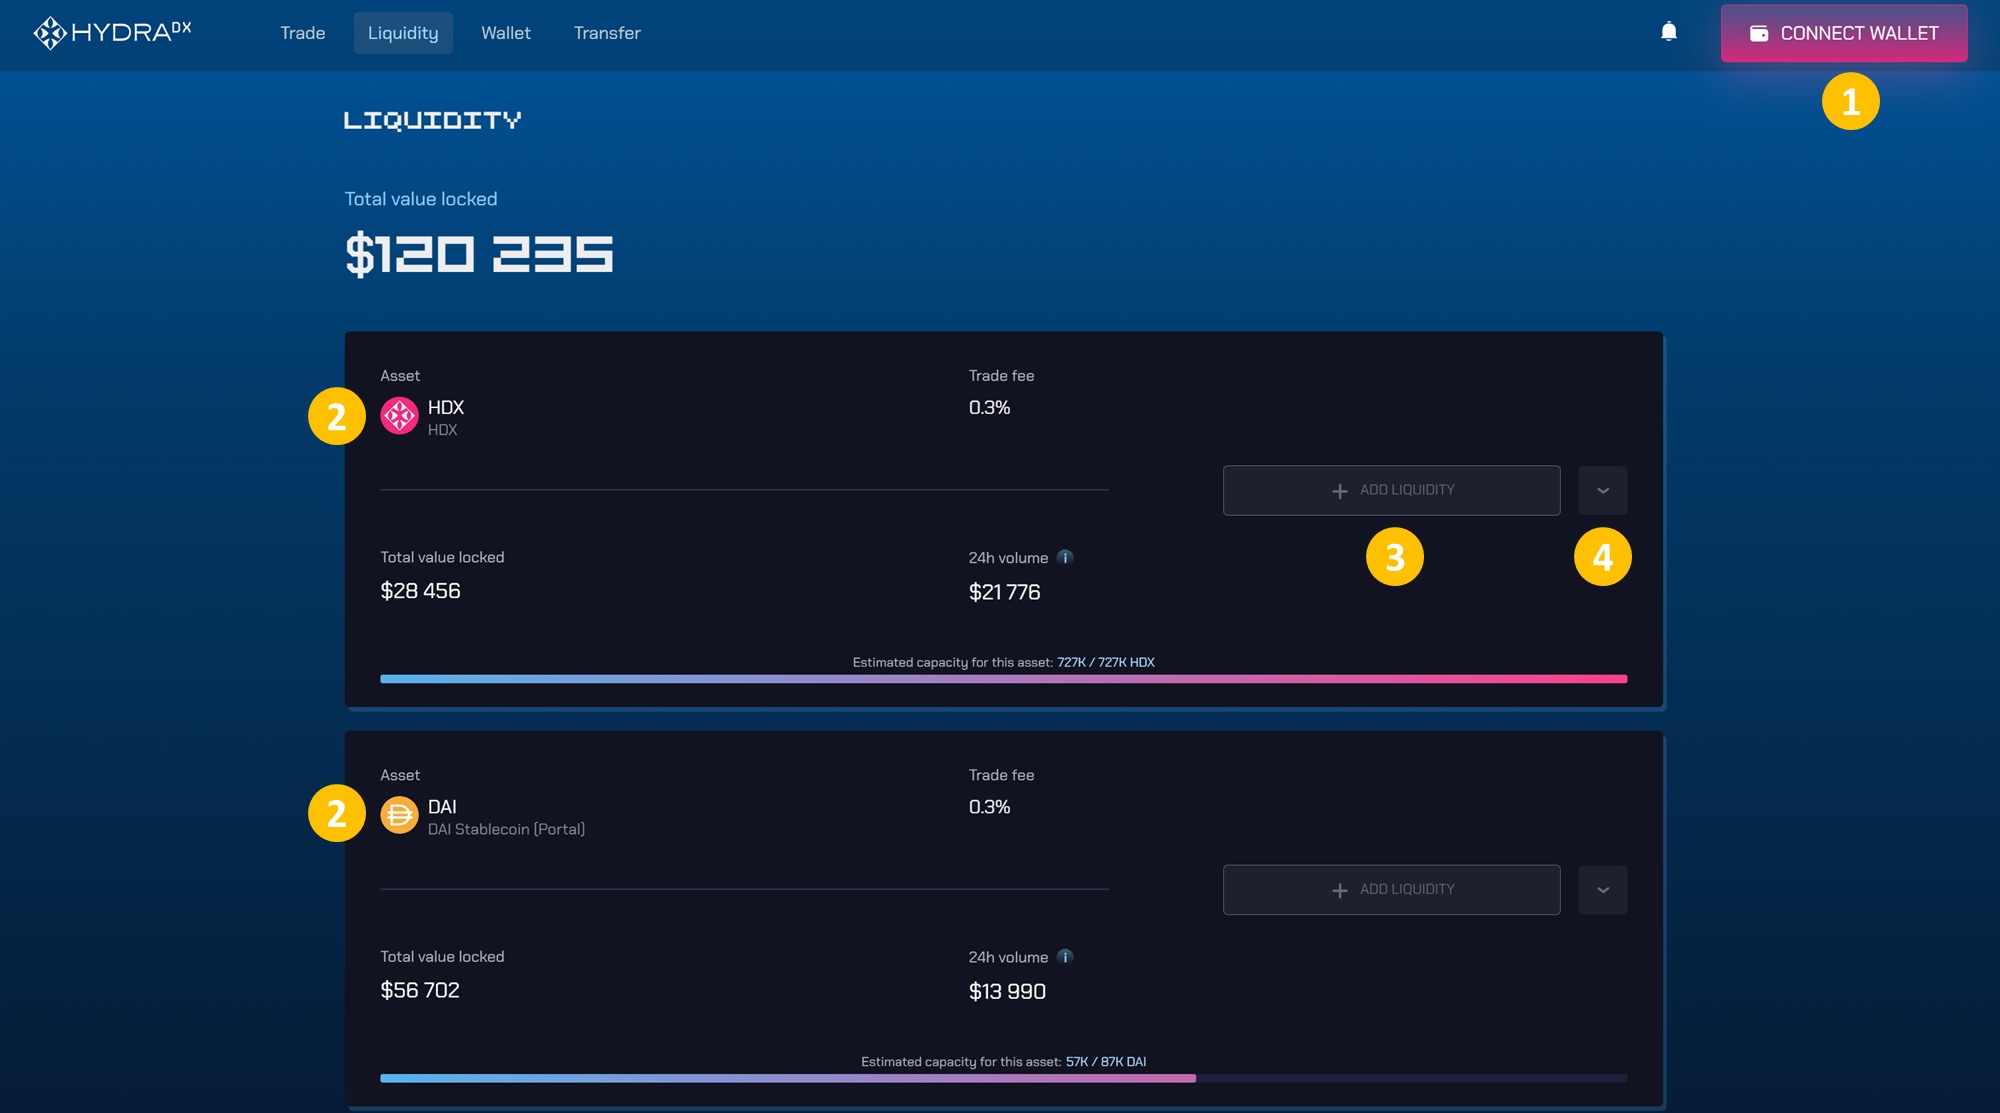 HYDRADX
Trade
Liquidity
Wallet
Transfer
CONNECT WALLET
1
LIQUIDITY
Total value locked
$120 235
Asset
Trade fee
2
HDX
HDX
0.3%
+ ADD LIQUIDITY
3
4
Total value locked
24h volume i
$28 456
$21 776
Estimated capacity for this asset: 727K / 727K HDX
Asset
Trade fee
2
DAI
DAI Stablecoin (Portal)
0.3%
+ ADD LIQUIDITY
Total value locked
24h volume i
$56 702
$13 990
Estimated capacity for this asset: 57K / 87K DAI